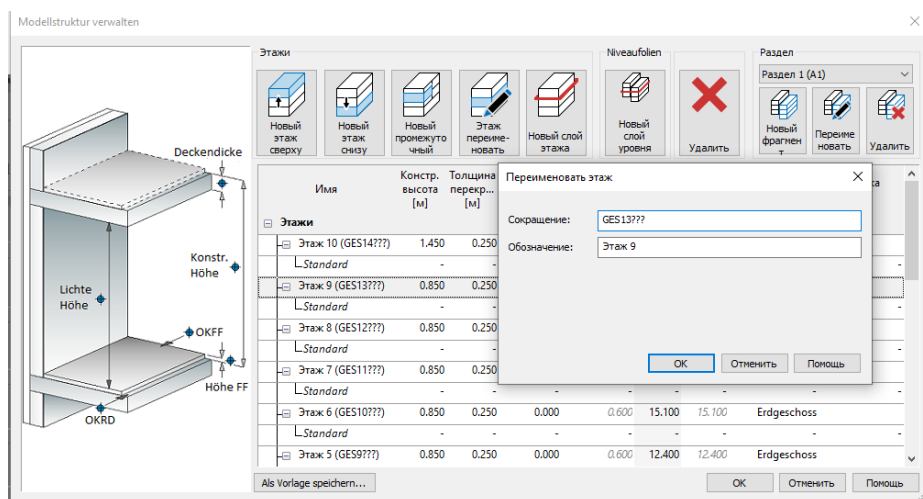 Modellstruktur verwalten
Deckendicke
Konstr.
Höhe
Lichte
Höhe
OKFF
Höhe FF
OKRD
Этажи
Новый
этаж
сверху
Новый
этаж
снизу
Новый
промежуто
чный
Этаж
переиме-
новать
Новый слой
этажа
Niveaufolien
Новый
слой
уровня
Удалить
Раздел
Раздел 1 (A1)
Новый
фрагмен
т
Переиме
новать
Удалить
Имя
Констр.
высота
[м]
Толщина
перекр...
[м]
Этажи
Этаж 10 (GES14???) 1.450 0.250
Standard - -
Этаж 9 (GES13???) 0.850 0.250
Standard - -
Этаж 8 (GES12???) 0.850 0.250
Standard - -
Этаж 7 (GES11???) 0.850 0.250
Standard - - - - - - -
Этаж 6 (GES10???) 0.850 0.250 0.000 0.600 15.100 15.100 Erdgeschoss
Standard - - - - - - -
Этаж 5 (GES9???) 0.850 0.250 0.000 0.600 12.400 12.400 Erdgeschoss
Переименовать этаж
Сокращение: GES13???
Обозначение: Этаж 9
OK Отменить Помощь
Als Vorlage speichern...
OK Отменить Помощь